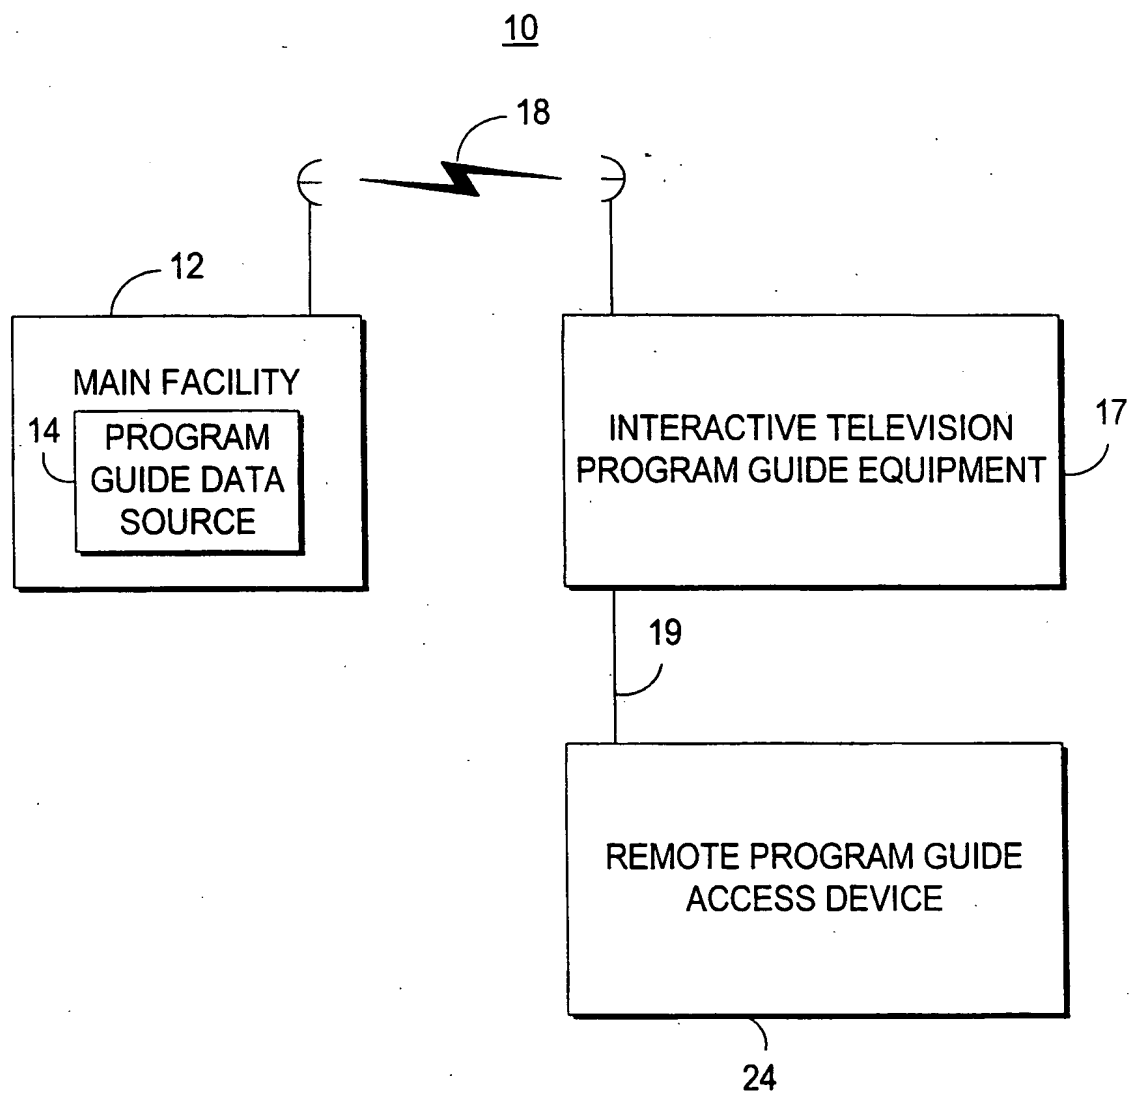 10
18
12
MAIN FACILITY
14
PROGRAM
GUIDE DATA
SOURCE
INTERACTIVE TELEVISION
PROGRAM GUIDE EQUIPMENT
17
19
REMOTE PROGRAM GUIDE
ACCESS DEVICE
24